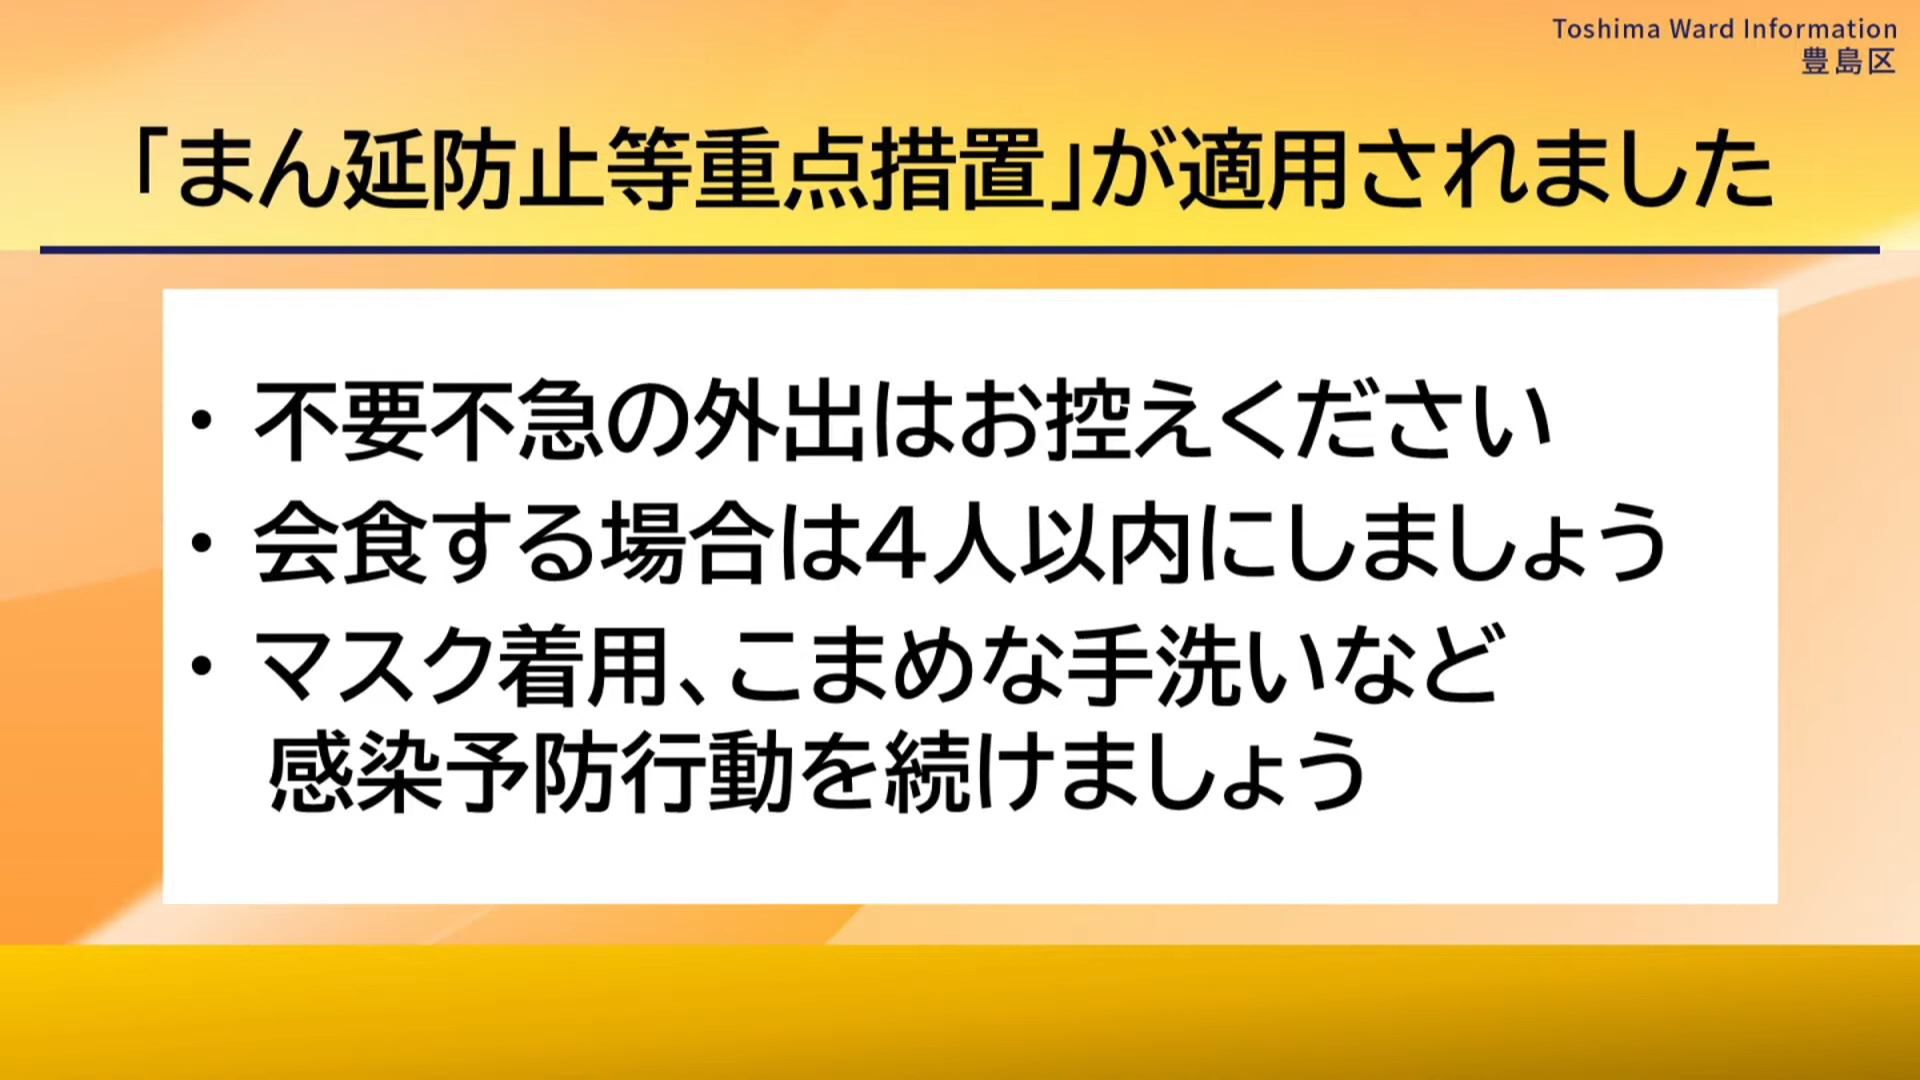 Toshima Ward Information
豊島区
「まん延防止等重点措置」が適用されました
・不要不急の外出はお控えください
・会食する場合は4人以内にしましょう
・マスク着用、こまめな手洗いなど
感染予防行動を続けましょう